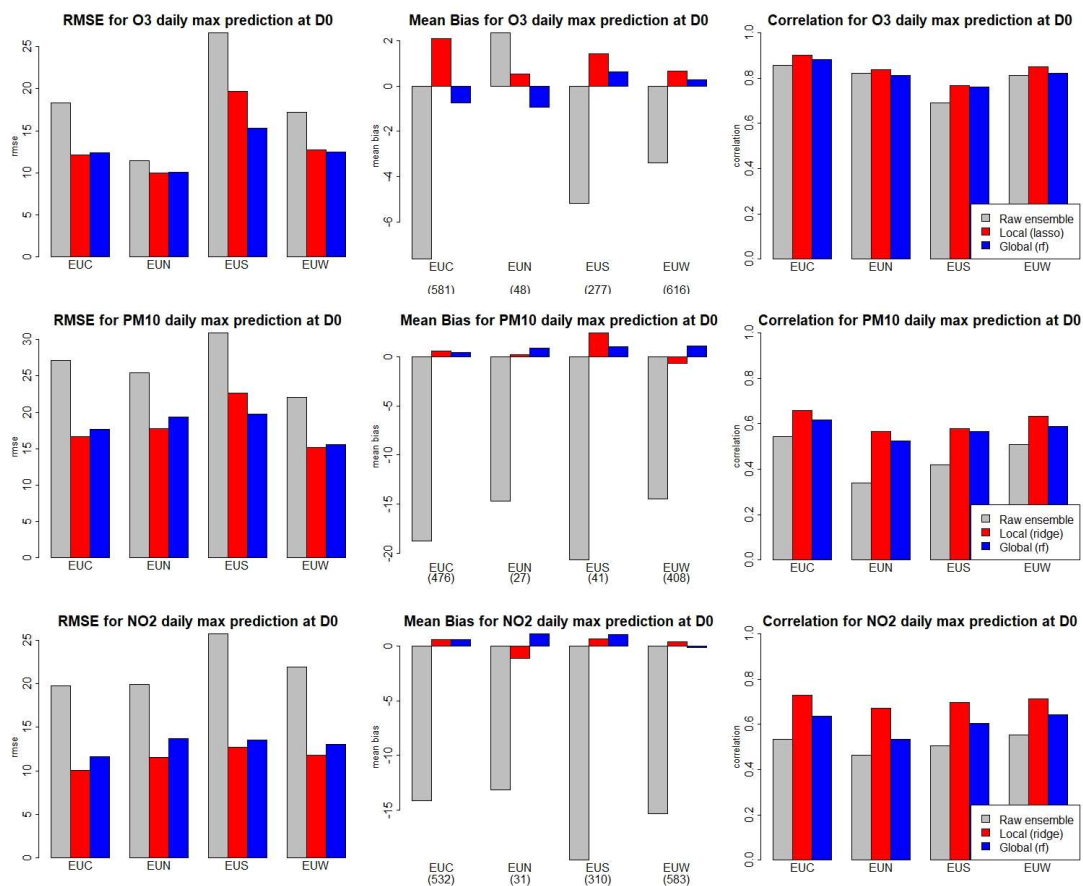 RMSE for O3 daily max prediction at D0
rmse
0 5 10 15 20 25
EUC EUN EUS EUW
Mean Bias for O3 daily max prediction at D0
mean bias
-6 -4 -2 0 2
EUC EUN EUS EUW
(581) (48) (277) (616)
Correlation for O3 daily max prediction at D0
correlation
0.0 0.2 0.4 0.6 0.8 1.0
Raw ensemble
Local (lasso)
Global (rf)
EUC EUN EUS EUW
RMSE for PM10 daily max prediction at D0
rmse
0 5 10 15 20 25 30
EUC EUN EUS EUW
Mean Bias for PM10 daily max prediction at D0
mean bias
-20 -15 -10 -5 0
EUC EUN EUS EUW
(476) (27) (41) (408)
Correlation for PM10 daily max prediction at D0
correlation
0.0 0.2 0.4 0.6 0.8 1.0
Raw ensemble
Local (ridge)
Global (rf)
EUC EUN EUS EUW
RMSE for NO2 daily max prediction at D0
rmse
0 5 10 15 20 25
EUC EUN EUS EUW
Mean Bias for NO2 daily max prediction at D0
mean bias
-15 -10 -5 0
EUC EUN EUS EUW
(532) (31) (310) (583)
Correlation for NO2 daily max prediction at D0
correlation
0.0 0.2 0.4 0.6 0.8 1.0
Raw ensemble
Local (ridge)
Global (rf)
EUC EUN EUS EUW